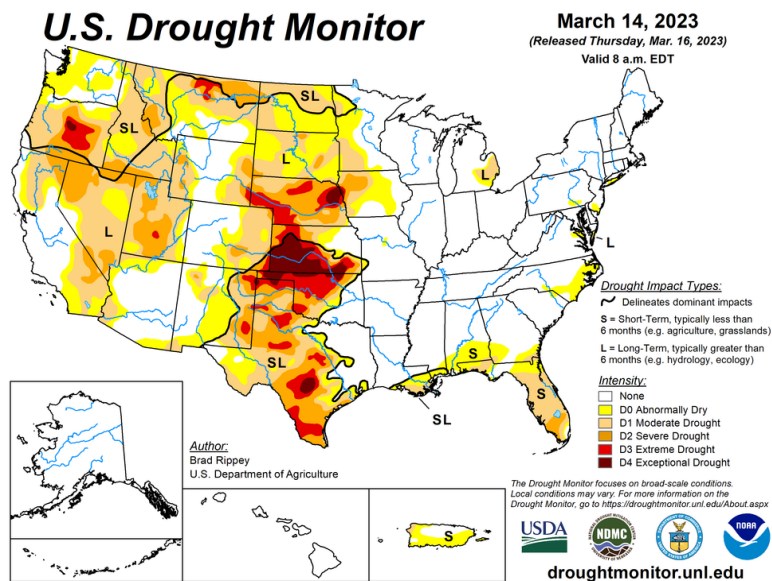 U.S. Drought Monitor
March 14, 2023
(Released Thursday, Mar. 16, 2023)
Valid 8 a.m. EDT
SL
SL
L
L
L
L
SL
S
SL
S
S
Drought Impact Types:
Delineates dominant impacts
S = Short-Term, typically less than
6 months (e.g. agriculture, grasslands)
L = Long-Term, typically greater than
6 months (e.g. hydrology, ecology)
Intensity:
None
D0 Abnormally Dry
D1 Moderate Drought
D2 Severe Drought
D3 Extreme Drought
D4 Exceptional Drought
Author:
Brad Rippey
U.S. Department of Agriculture
The Drought Monitor focuses on broad-scale conditions.
Local conditions may vary. For more information on the
Drought Monitor, go to https://droughtmonitor.unl.edu/About.aspx
USDA
NDMC
NOAA
droughtmonitor.unl.edu